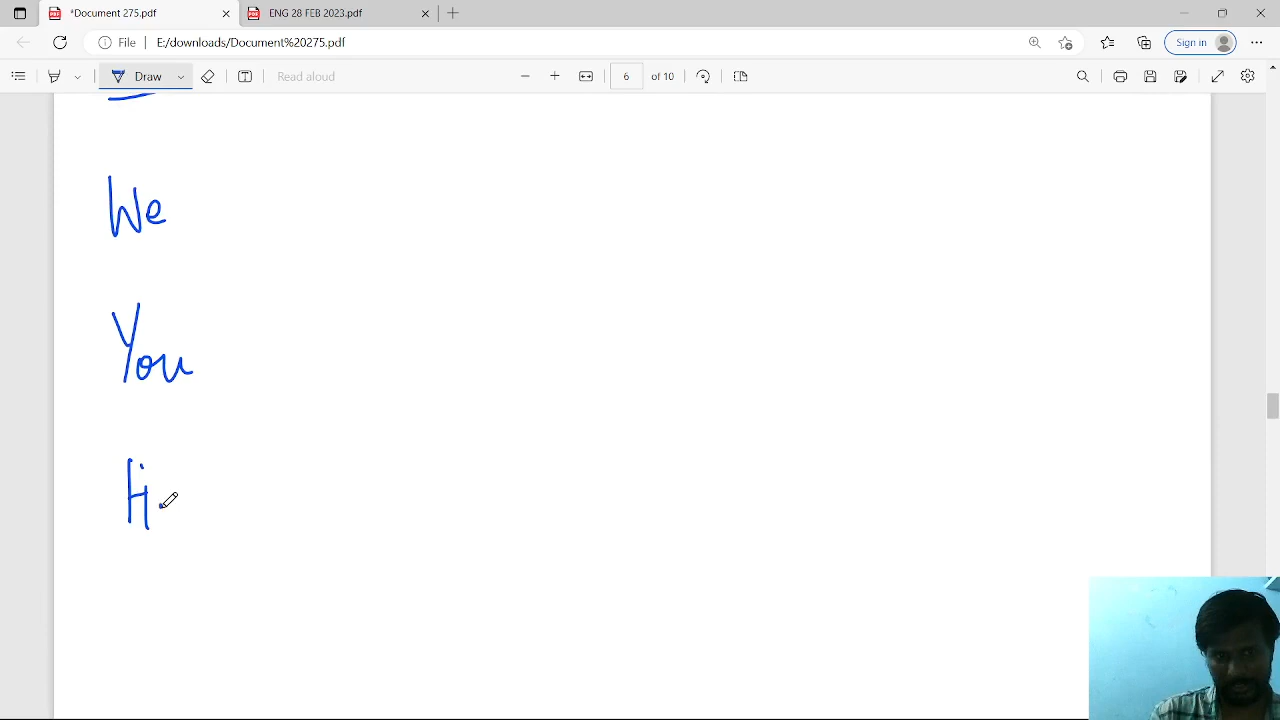 *Document 275.pdf ENG 28 FEB 2023.pdf
File E:/downloads/Document%20275.pdf Sign in
Draw Read aloud 6 of 10
We
You